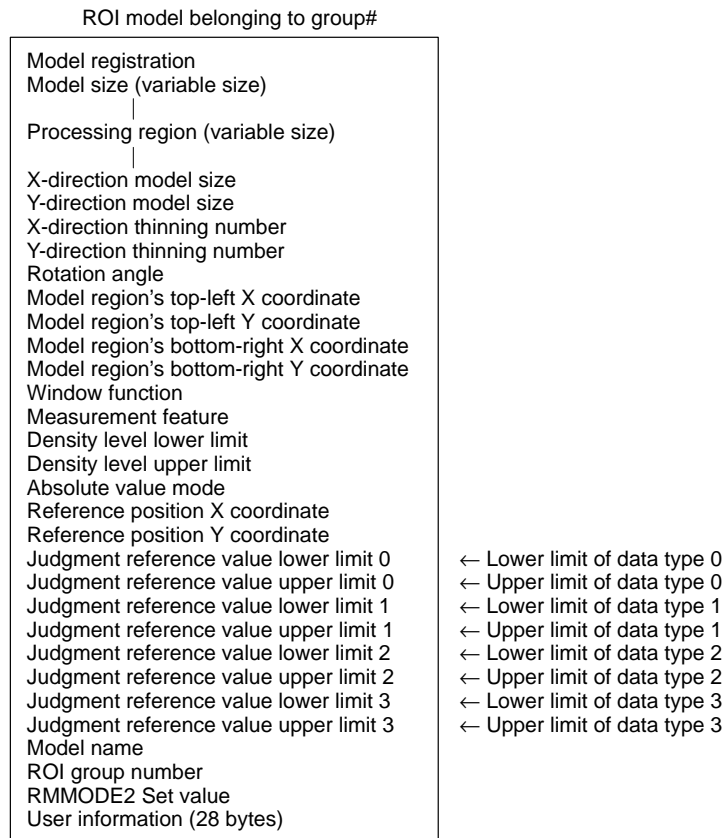 ROI model belonging to group#
Model registration
Model size (variable size)
Processing region (variable size)
X-direction model size
Y-direction model size
X-direction thinning number
Y-direction thinning number
Rotation angle
Model region's top-left X coordinate
Model region's top-left Y coordinate
Model region's bottom-right X coordinate
Model region's bottom-right Y coordinate
Window function
Measurement feature
Density level lower limit
Density level upper limit
Absolute value mode
Reference position X coordinate
Reference position Y coordinate
Judgment reference value lower limit 0 ← Lower limit of data type 0
Judgment reference value upper limit 0 ← Upper limit of data type 0
Judgment reference value lower limit 1 ← Lower limit of data type 1
Judgment reference value upper limit 1 ← Upper limit of data type 1
Judgment reference value lower limit 2 ← Lower limit of data type 2
Judgment reference value upper limit 2 ← Upper limit of data type 2
Judgment reference value lower limit 3 ← Lower limit of data type 3
Judgment reference value upper limit 3 ← Upper limit of data type 3
Model name
ROI group number
RMMODE2 Set value
User information (28 bytes)